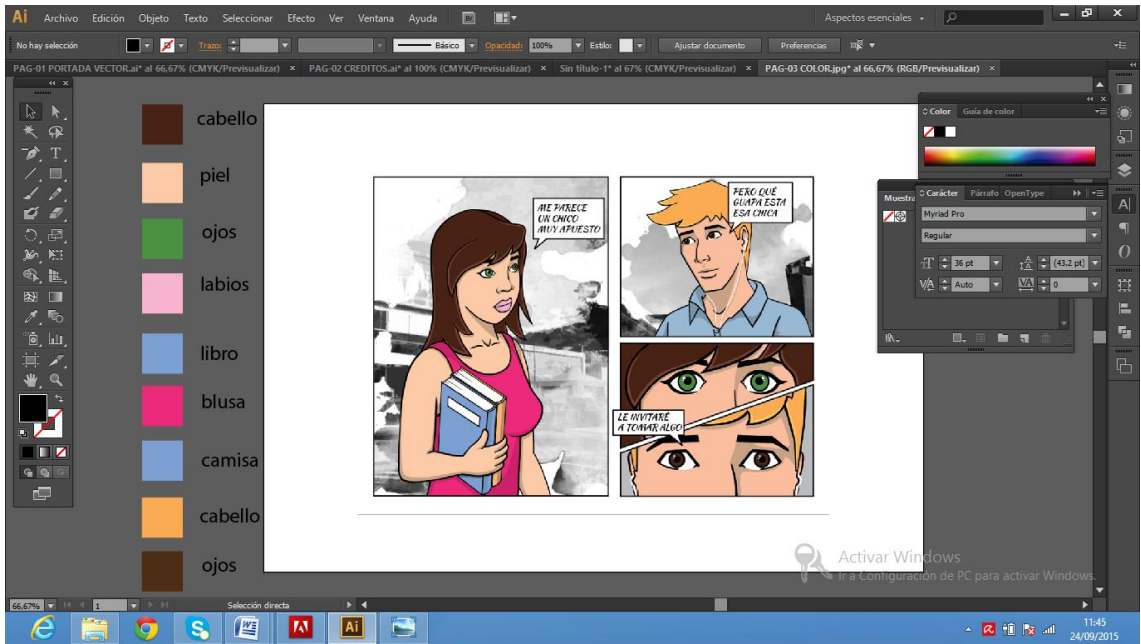 Ai Archivo Edición Objeto Texto Seleccionar Efecto Ver Ventana Ayuda Br Aspectos esenciales
No hay selección Trazo: Básico Opacidad: 100% Estilo: Ajustar documento Preferencias
PAG-01 PORTADA VECTOR.ai* al 66,67% (CMYK/Previsualizar) × PAG-02 CREDITOS.ai* al 100% (CMYK/Previsualizar) × Sin título-1* al 67% (CMYK/Previsualizar) × PAG-03 COLOR.jpg* al 66,67% (RGB/Previsualizar) ×
cabello
piel
ojos
labios
libro
blusa
camisa
cabello
ojos
ME PARECE
UN CHICO
MUY APUESTO
PERO QUÉ
GUAPA ESTA
ESA CHICA
LE INVITARÉ
A TOMAR ALGO
Color Guía de color
Muestra
Carácter Párrafo OpenType
Myriad Pro
Regular
36 pt (43,2 pt)
Auto 0
Activar Windows
Ir a Configuración de PC para activar Windows.
66,67% 1 Selección directa
Ai
11:45
24/09/2015